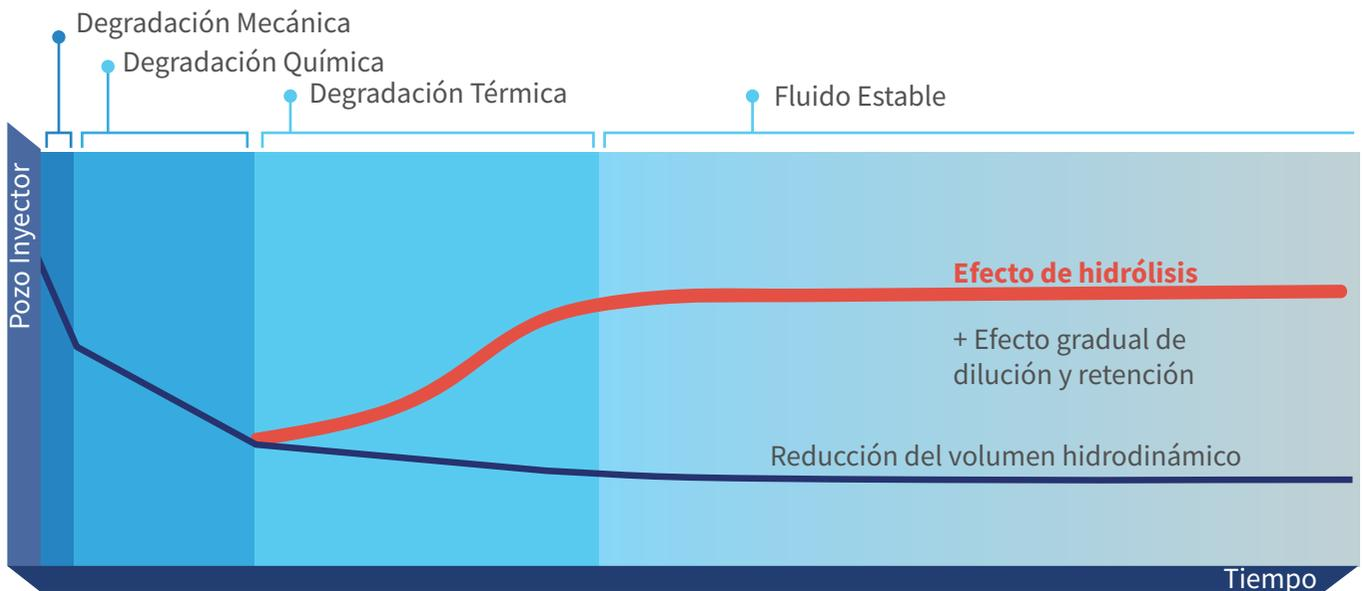 Degradación Mecánica
Degradación Química
Degradación Térmica
Fluido Estable
Pozo Inyector
Efecto de hidrólisis
+ Efecto gradual de
dilución y retención
Reducción del volumen hidrodinámico
Tiempo